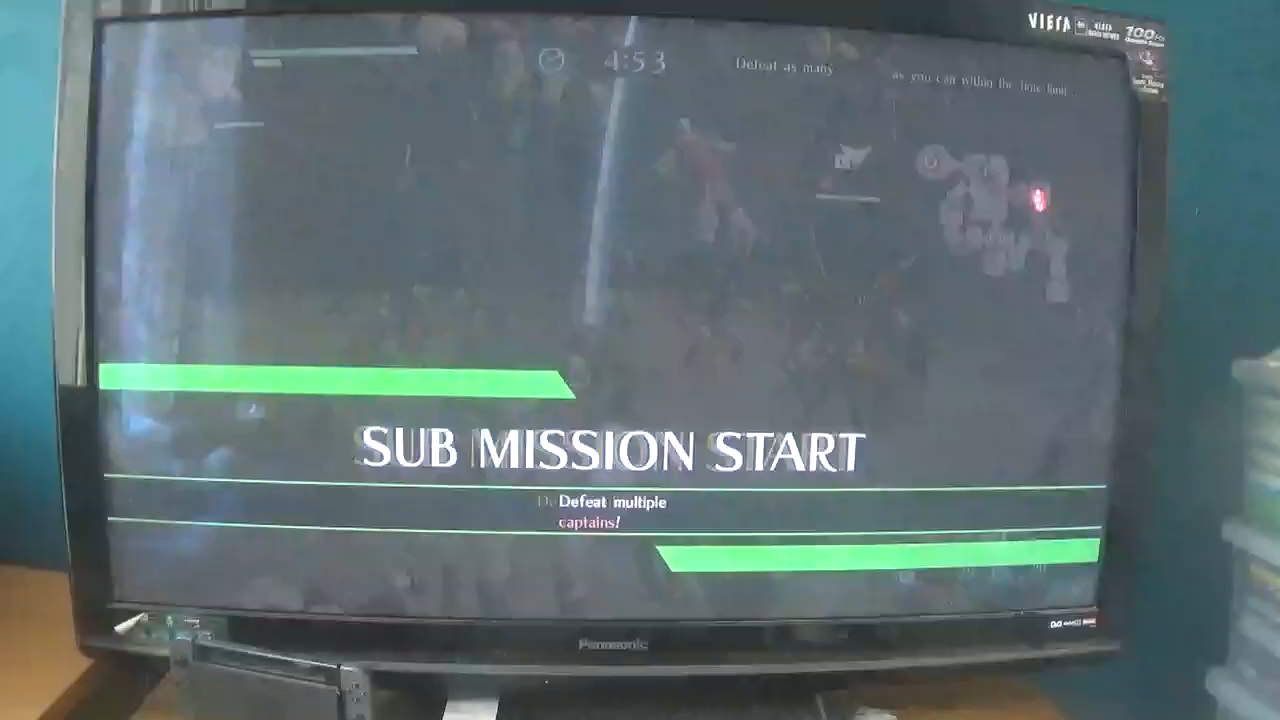 VIERA
100
4:53
Defeat as many
as you can within the time limit
SUB MISSION START
Defeat multiple
captains!
Panasonic